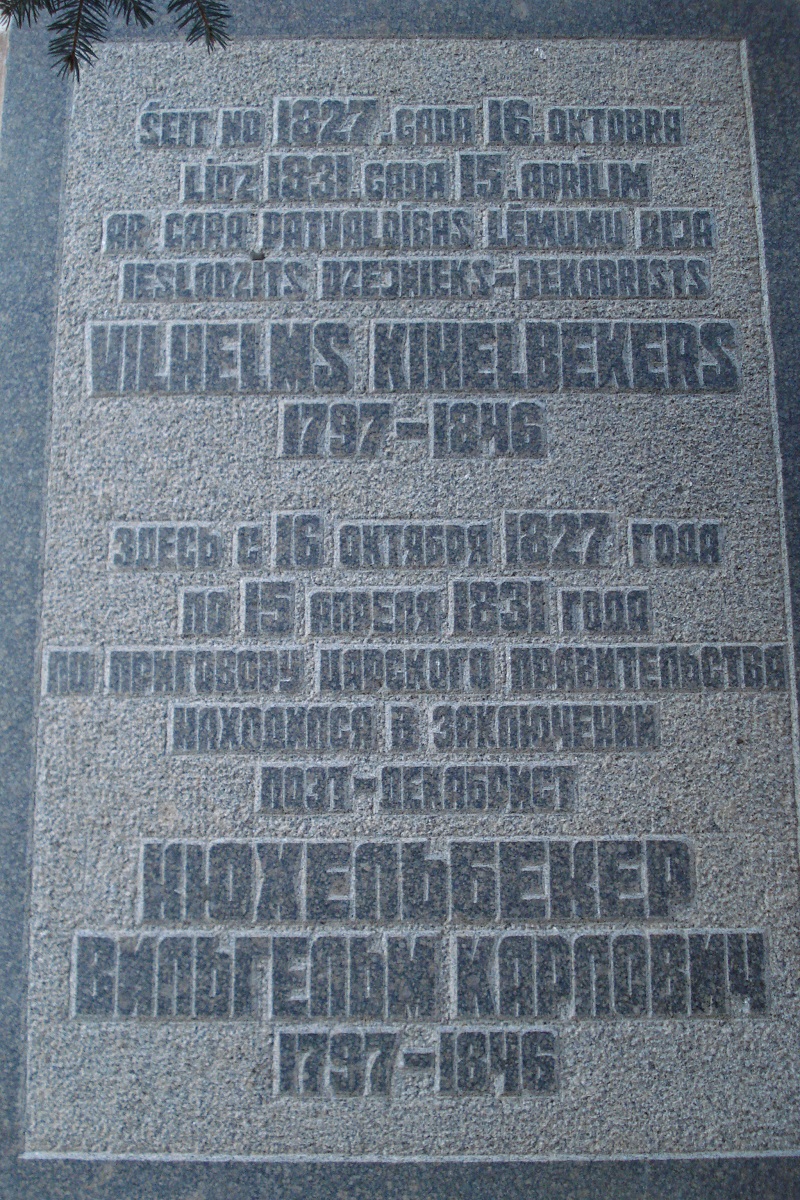 ŠEIT NO 1827. GADA 16. OKTOBRA
LĪDZ 1831. GADA 15. APRĪLIM
AR CARA PATVALDĪBAS LĒMUMU BIJA
IESLODZĪTS DZEJNIEKS-DEKABRISTS
VILHELMS KIHELBEKERS
1797-1846
ЗДЕСЬ С 16 ОКТЯБРЯ 1827 ГОДА
ПО 15 АПРЕЛЯ 1831 ГОДА
ПО ПРИГОВОРУ ЦАРСКОГО ПРАВИТЕЛЬСТВА
НАХОДИЛСЯ В ЗАКЛЮЧЕНИИ
ПОЭТ-ДЕКАБРИСТ
КЮХЕЛЬБЕКЕР
ВИЛЬГЕЛЬМ КАРЛОВИЧ
1797-1846